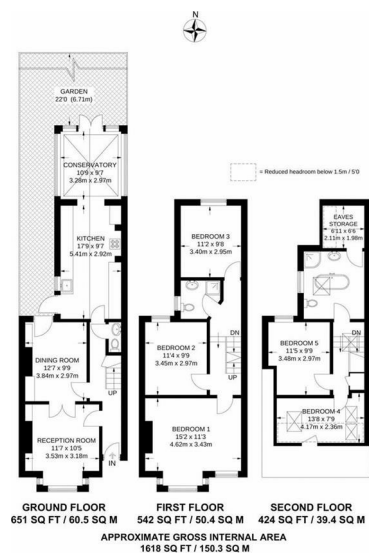 N
GARDEN
22'0 (6.71m)
CONSERVATORY
10'9 x 9'7
3.28m x 2.97m
KITCHEN
17'9 x 9'7
5.41m x 2.92m
DINING ROOM
12'7 x 9'9
3.84m x 2.97m
UP
RECEPTION ROOM
11'7 x 10'5
3.53m x 3.18m
IN
GROUND FLOOR
651 SQ FT / 60.5 SQ M
BEDROOM 3
11'2 x 9'8
3.40m x 2.95m
BEDROOM 2
11'4 x 9'9
3.45m x 2.97m
DN
UP
BEDROOM 1
15'2 x 11'3
4.62m x 3.43m
FIRST FLOOR
542 SQ FT / 50.4 SQ M
= Reduced headroom below 1.5m / 5'0
EAVES
STORAGE
6'11 x 6'6
2.11m x 1.98m
BEDROOM 5
11'5 x 9'9
3.48m x 2.97m
DN
BEDROOM 4
13'8 x 7'9
4.17m x 2.36m
SECOND FLOOR
424 SQ FT / 39.4 SQ M
APPROXIMATE GROSS INTERNAL AREA
1618 SQ FT / 150.3 SQ M